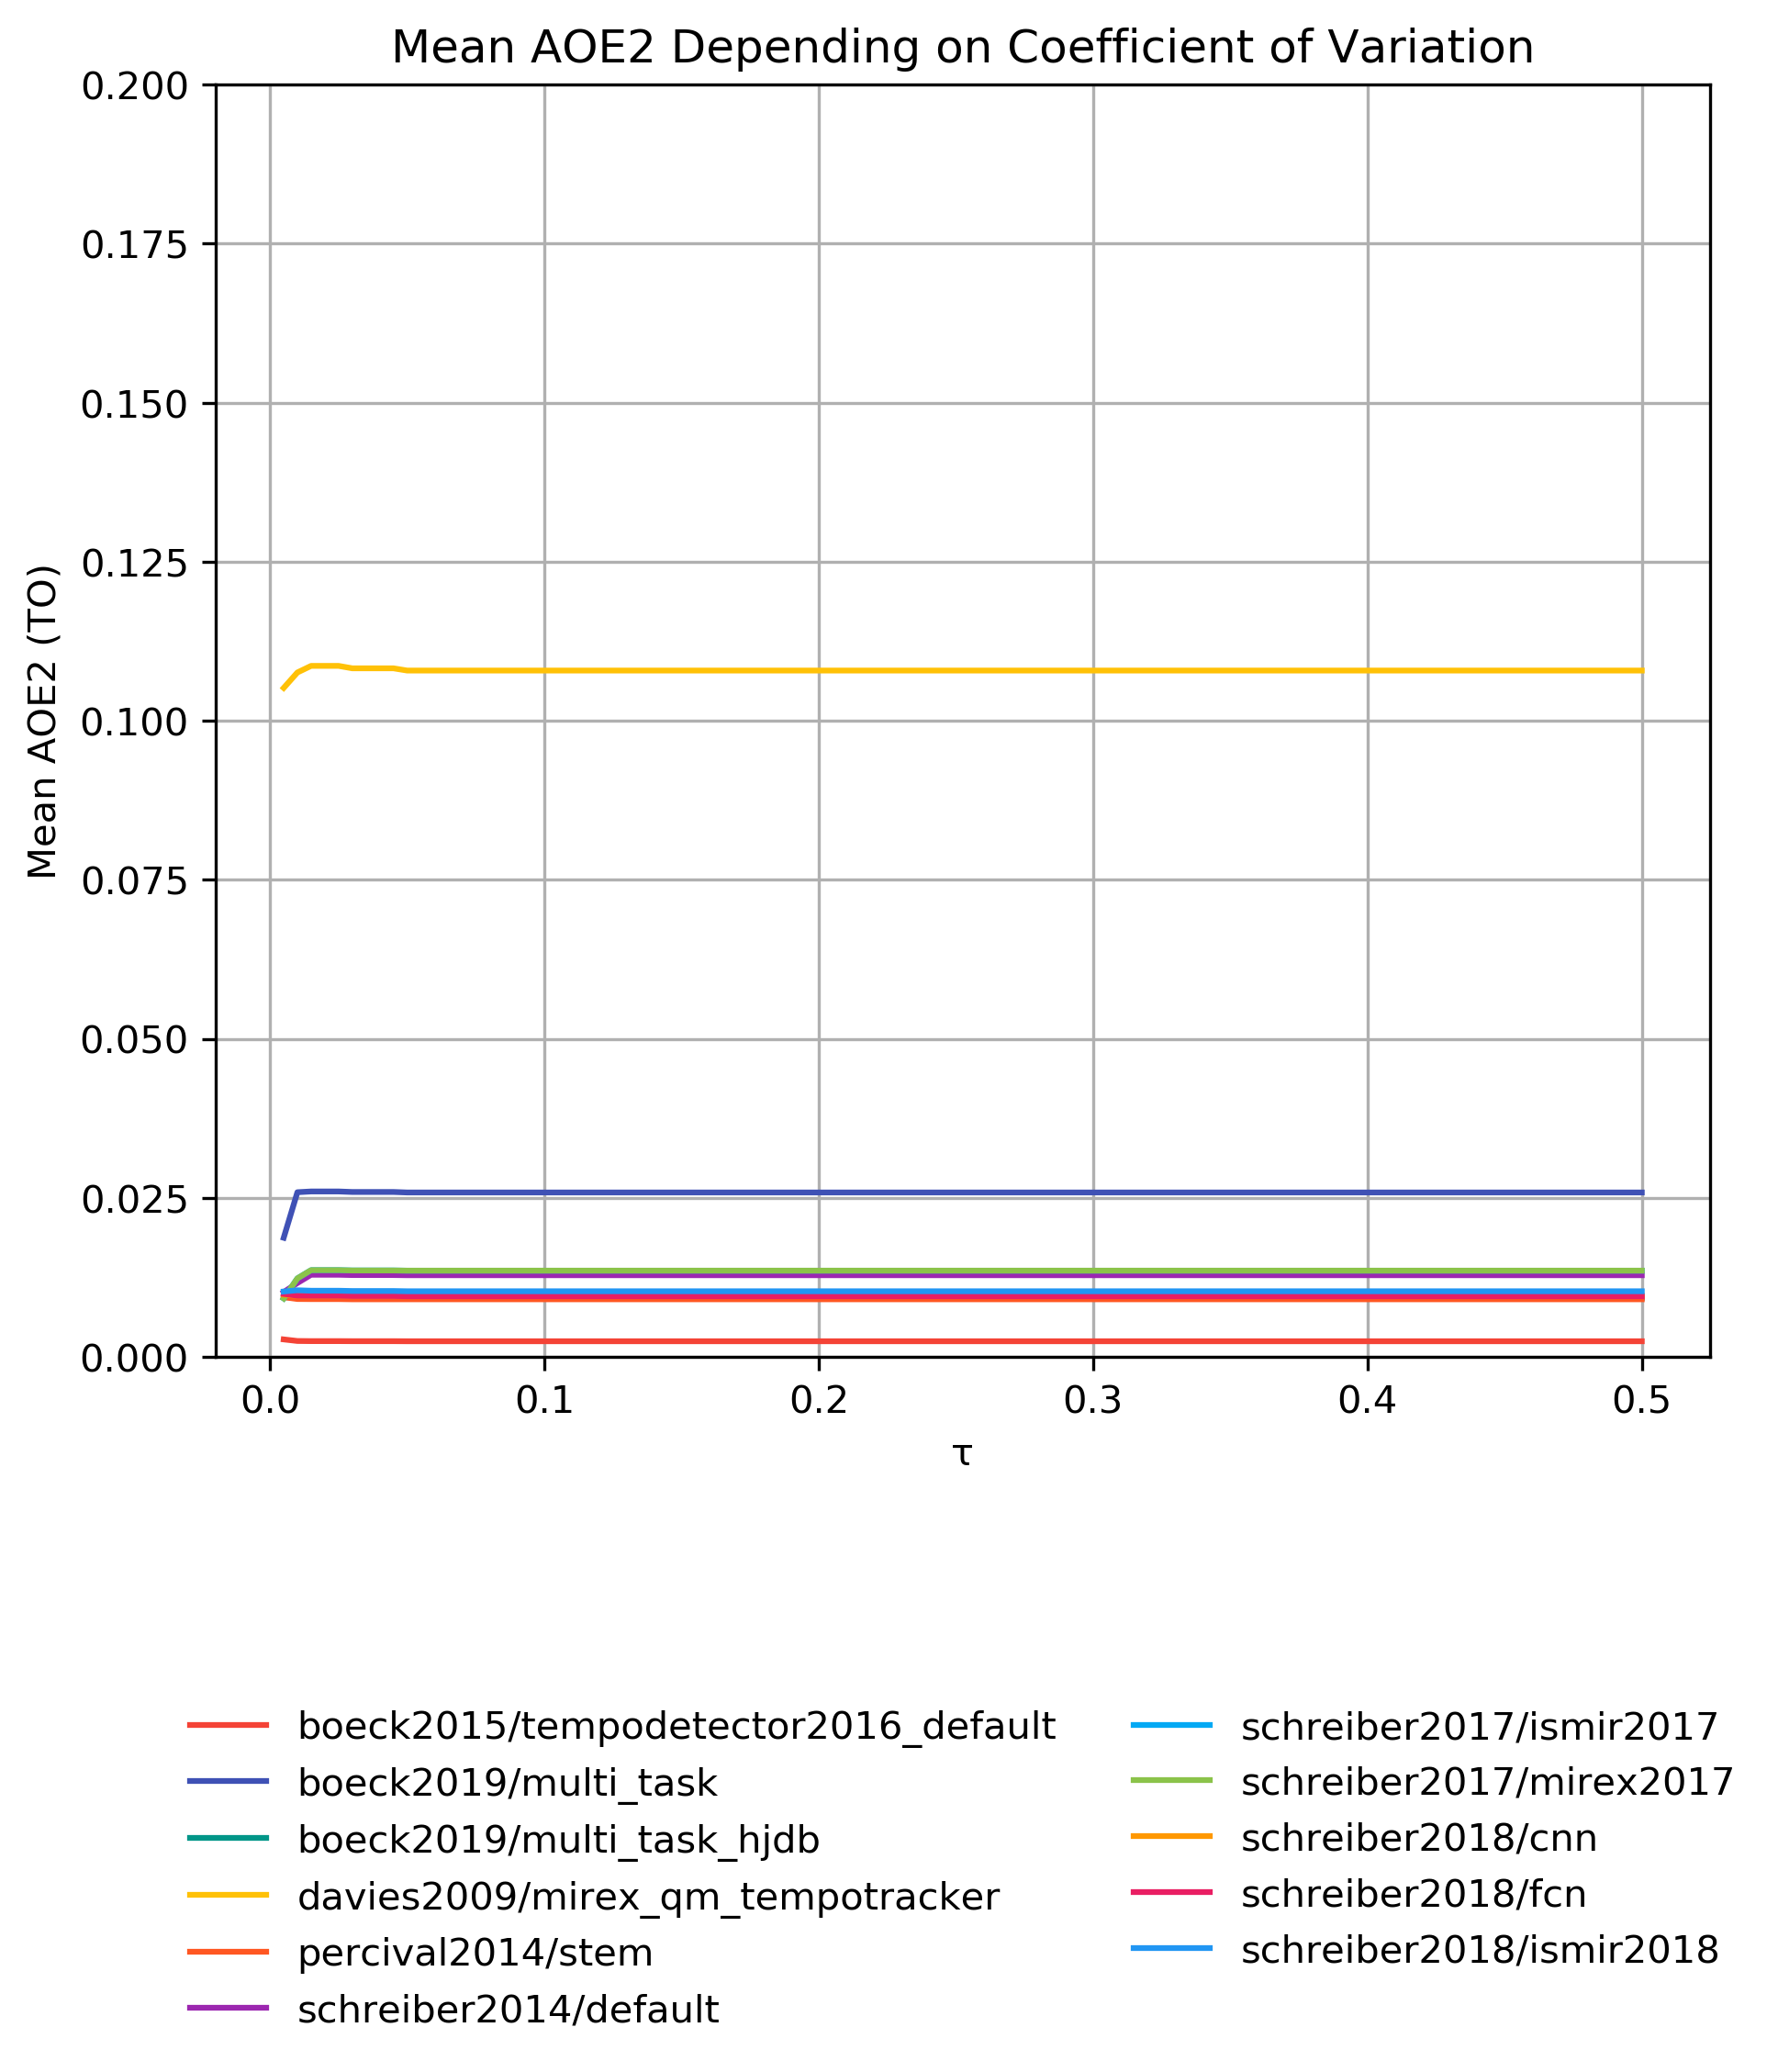 Mean AOE2 Depending on Coefficient of Variation
0.200
0.175
0.150
0.125
0.100
0.075
0.050
0.025
0.000
Mean AOE2 (TO)
0.0 0.1 0.2 0.3 0.4 0.5
τ
boeck2015/tempodetector2016_default
boeck2019/multi_task
boeck2019/multi_task_hjdb
davies2009/mirex_qm_tempotracker
percival2014/stem
schreiber2014/default
schreiber2017/ismir2017
schreiber2017/mirex2017
schreiber2018/cnn
schreiber2018/fcn
schreiber2018/ismir2018